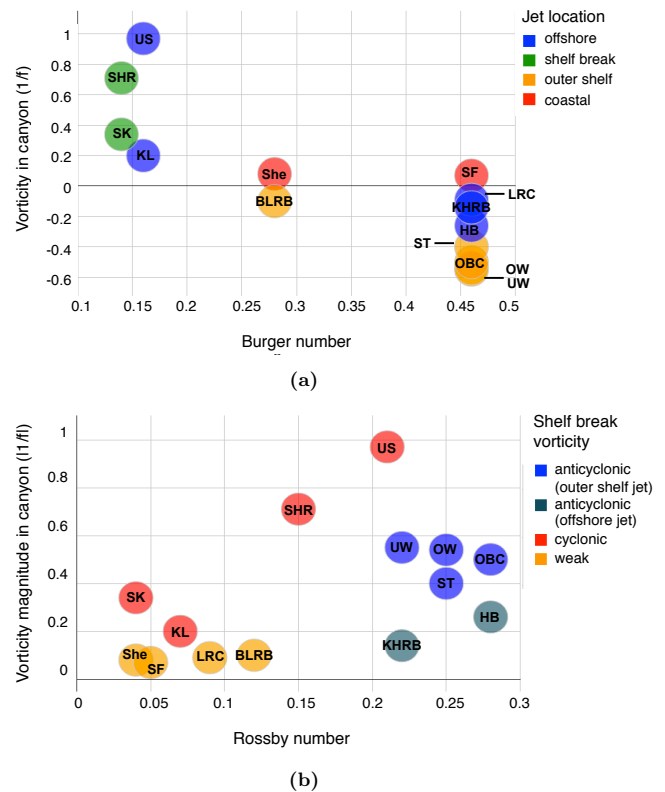 Jet location
offshore
shelf break
outer shelf
coastal
Vorticity in canyon (1/f)
1
0.8
0.6
0.4
0.2
0
-0.2
-0.4
-0.6
US
SHR
SK
KL
She
BLRB
SF
LRC
KHRB
HB
ST
OBC
OW
UW
0.1 0.15 0.2 0.25 0.3 0.35 0.4 0.45 0.5
Burger number
(a)
Shelf break
vorticity
anticyclonic
(outer shelf jet)
anticyclonic
(offshore jet)
cyclonic
weak
Vorticity magnitude in canyon (l1/fl)
1
0.8
0.6
0.4
0.2
0
US
SHR
UW
OW
OBC
ST
SK
HB
KL
KHRB
She
SF
LRC
BLRB
0 0.05 0.1 0.15 0.2 0.25 0.3
Rossby number
(b)